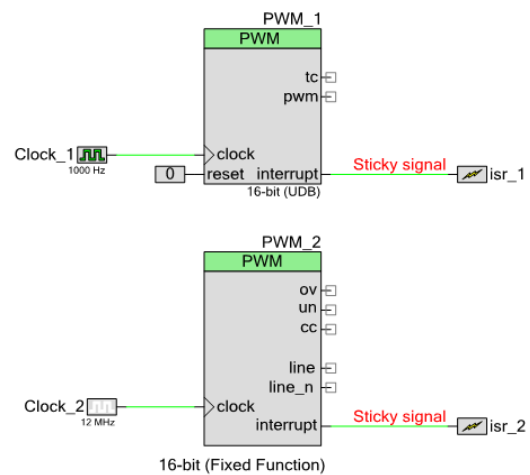 PWM_1
PWM
tc
pwm
Clock_1
1000 Hz
clock
0
reset
interrupt
Sticky signal
isr_1
16-bit (UDB)
PWM_2
PWM
ov
un
cc
line
line_n
Clock_2
12 MHz
clock
interrupt
Sticky signal
isr_2
16-bit (Fixed Function)